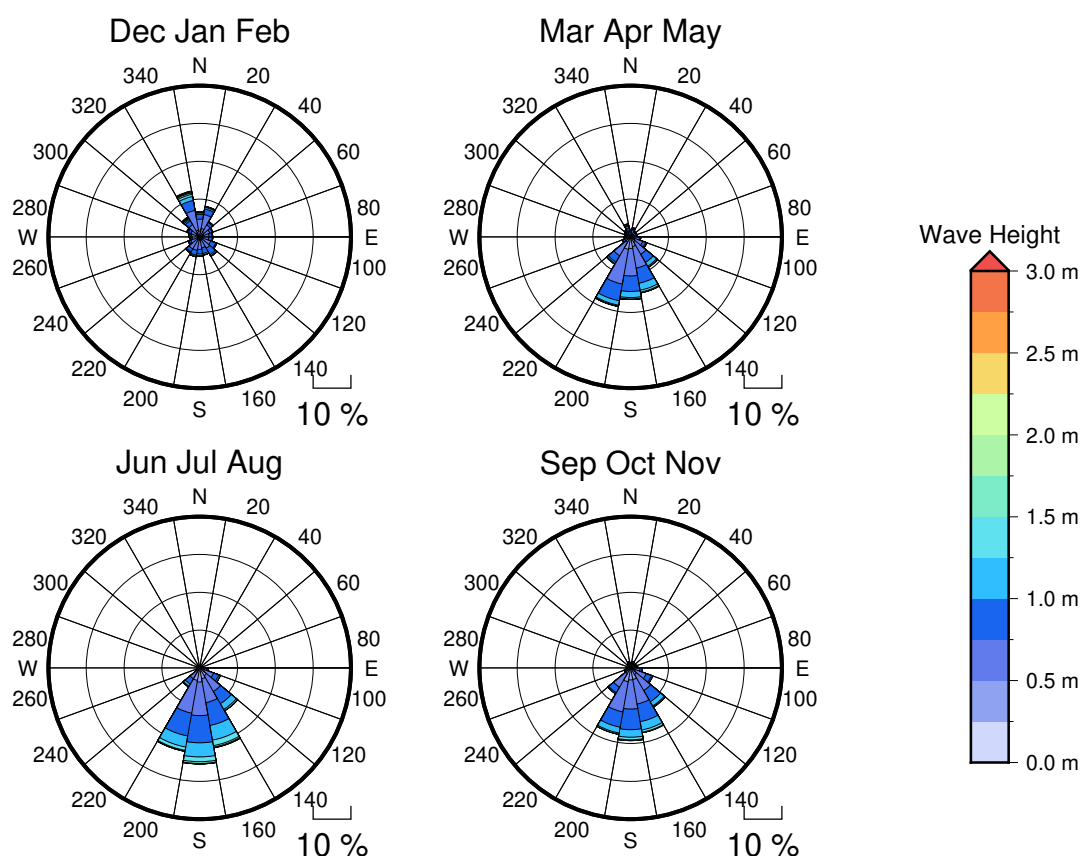 Dec Jan Feb
N
20
40
60
80
E
100
120
140
160
S
200
220
240
260
W
280
300
320
340
10 %
Mar Apr May
N
20
40
60
80
E
100
120
140
160
S
200
220
240
260
W
280
300
320
340
10 %
Jun Jul Aug
N
20
40
60
80
E
100
120
140
160
S
200
220
240
260
W
280
300
320
340
10 %
Sep Oct Nov
N
20
40
60
80
E
100
120
140
160
S
200
220
240
260
W
280
300
320
340
10 %
Wave Height
3.0 m
2.5 m
2.0 m
1.5 m
1.0 m
0.5 m
0.0 m